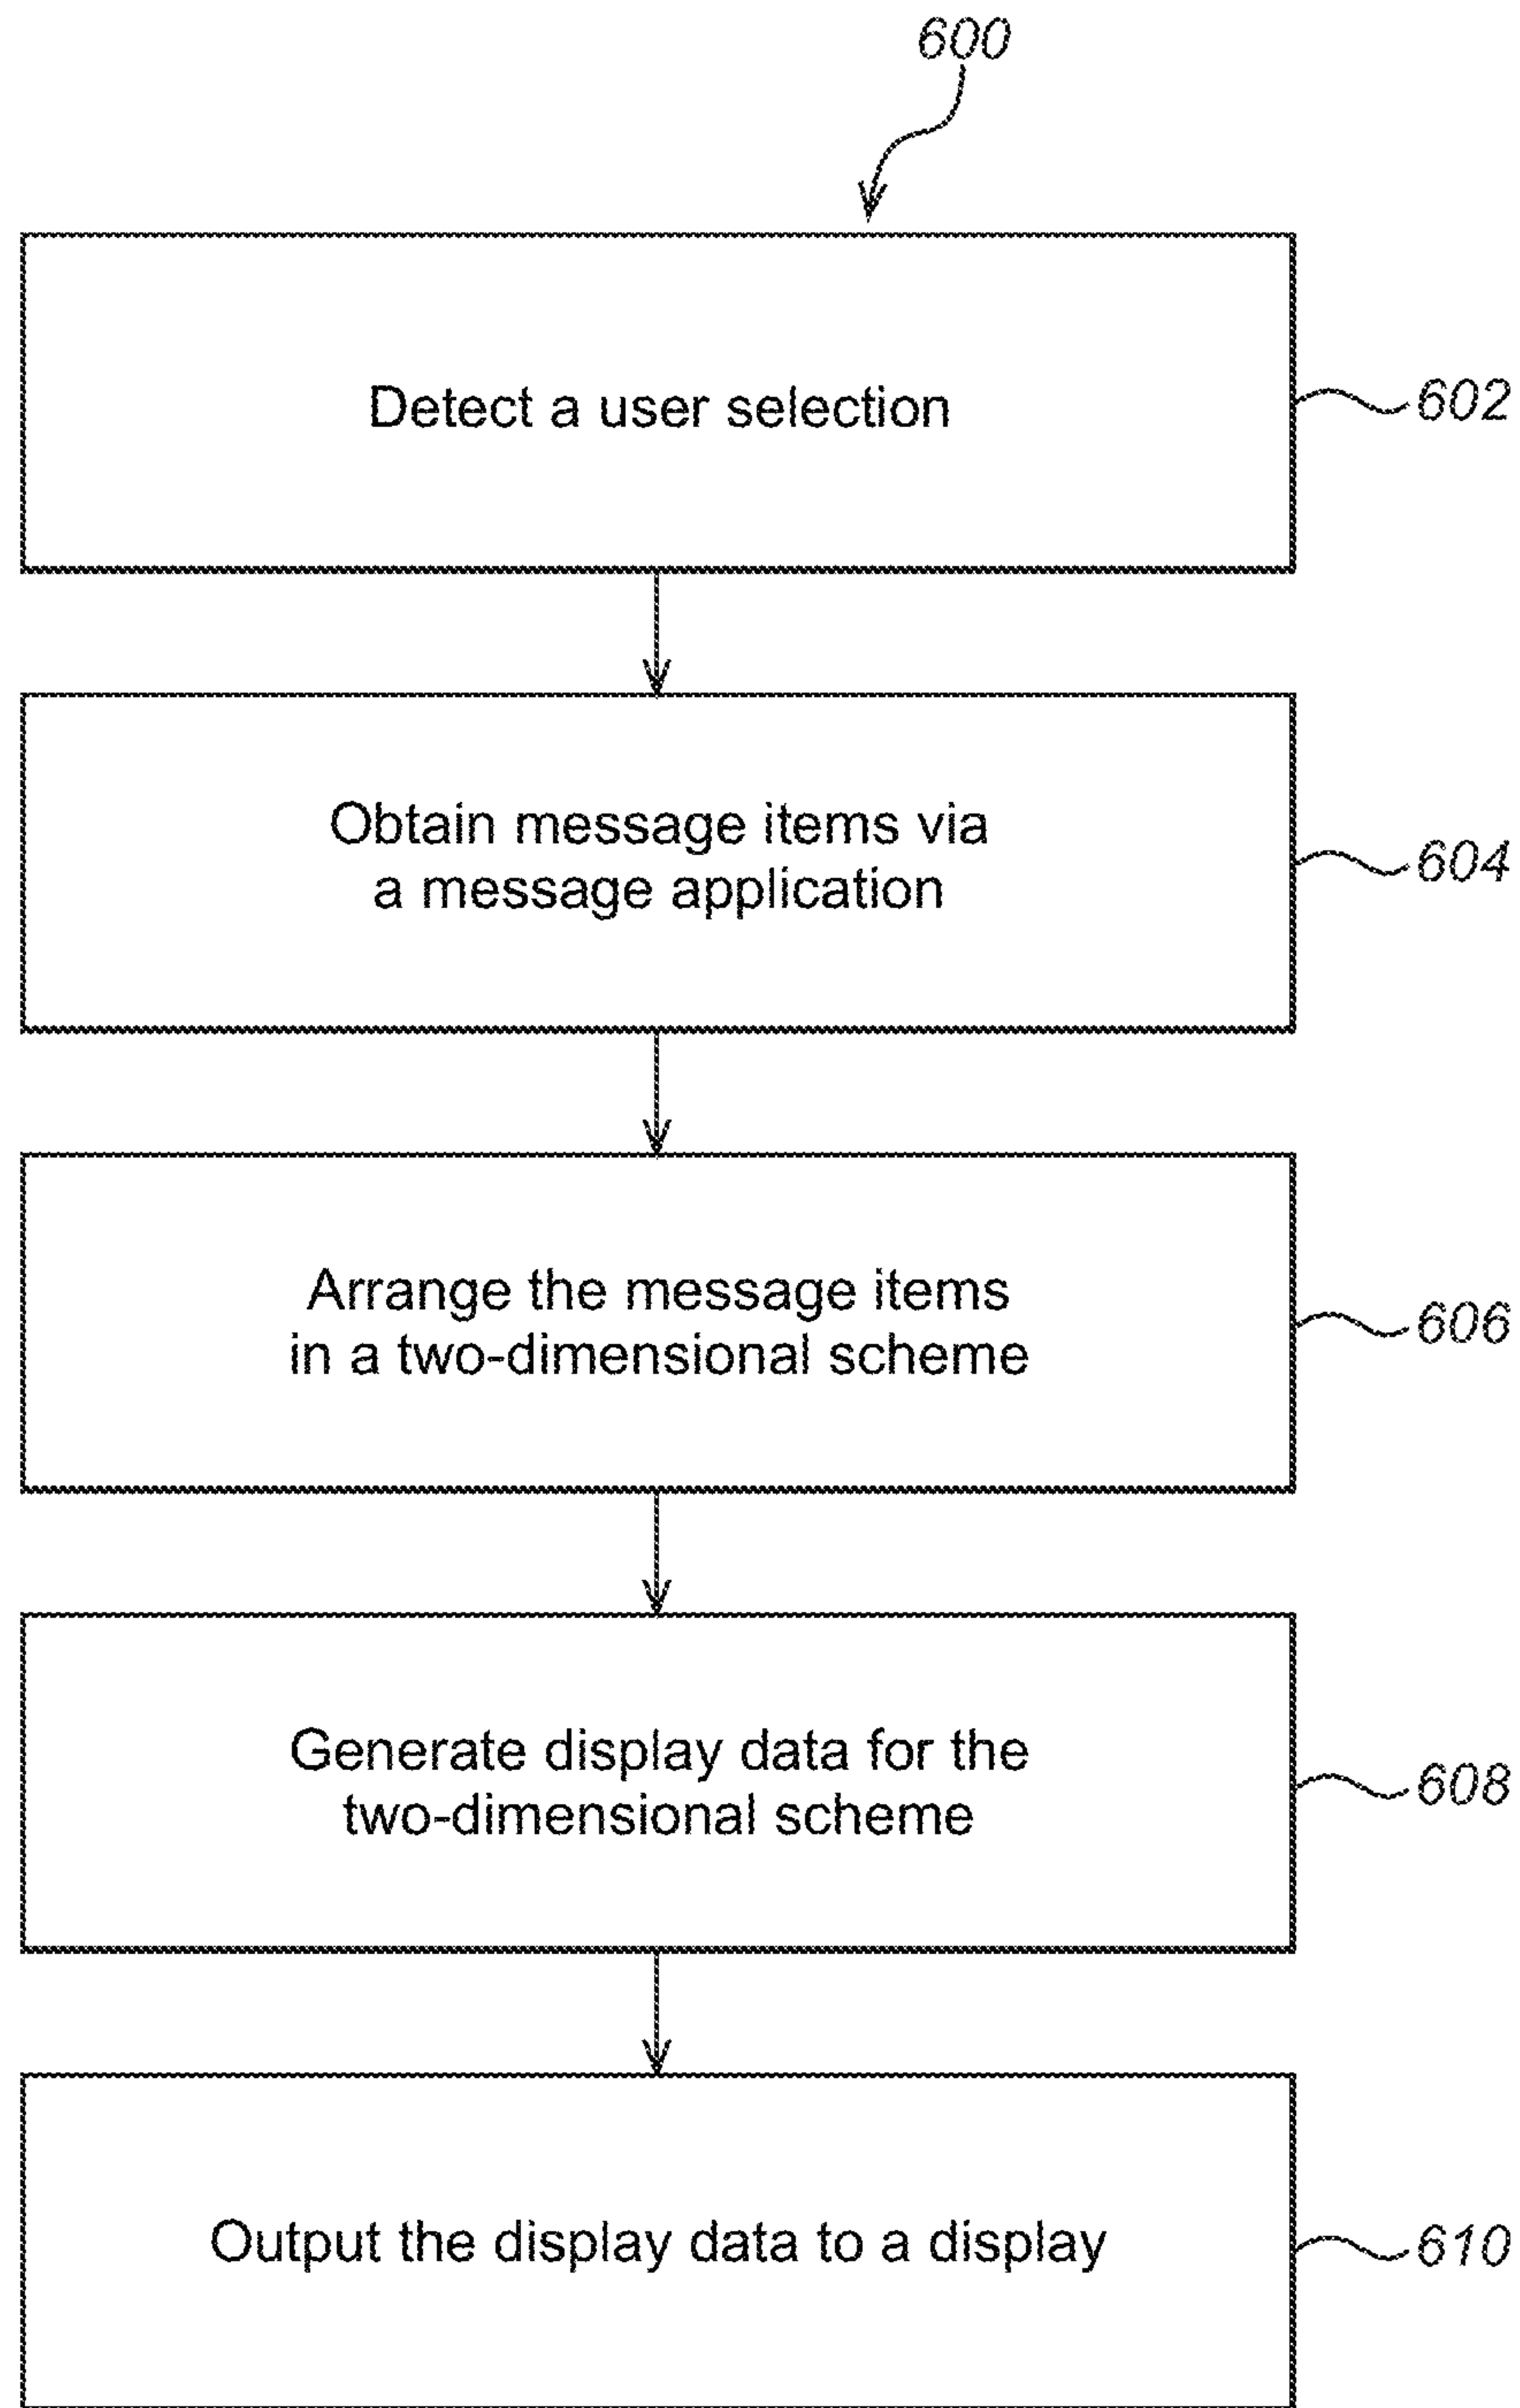 600
Detect a user selection
602
Obtain message items via
a message application
604
Arrange the message items
in a two-dimensional scheme
606
Generate display data for the
two-dimensional scheme
608
Output the display data to a display
610